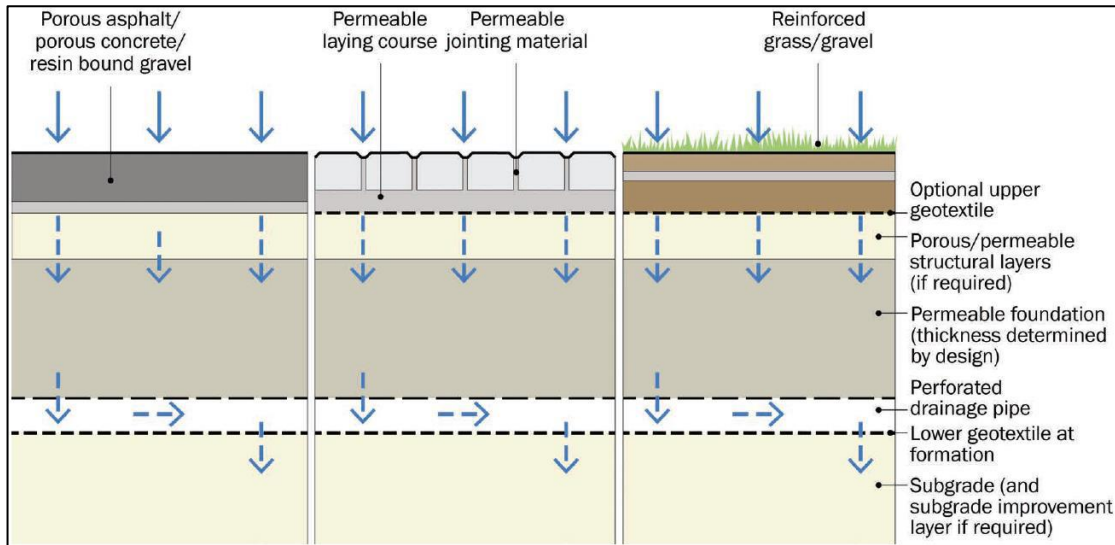 Porous asphalt/
porous concrete/
resin bound gravel
Permeable
laying course
Permeable
jointing material
Reinforced
grass/gravel
Optional upper
geotextile
Porous/permeable
structural layers
(if required)
Permeable foundation
(thickness determined
by design)
Perforated
drainage pipe
Lower geotextile at
formation
Subgrade (and
subgrade improvement
layer if required)